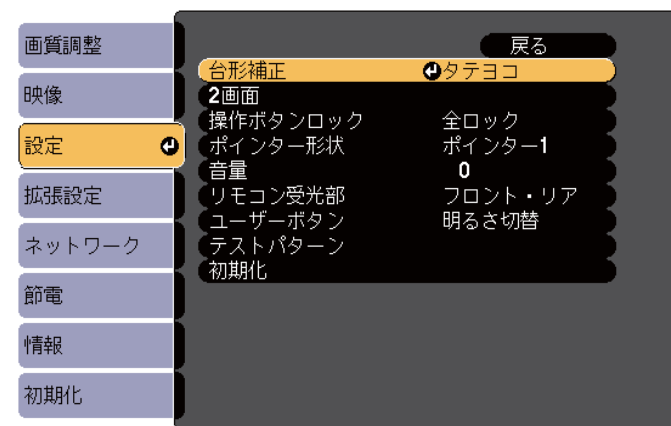 画質調整
映像
設定
拡張設定
ネットワーク
節電
情報
初期化
戻る
台形補正 タテヨコ
2画面
操作ボタンロック 全ロック
ポインター形状 ポインター1
音量 0
リモコン受光部 フロント・リア
ユーザーボタン 明るさ切替
テストパターン
初期化